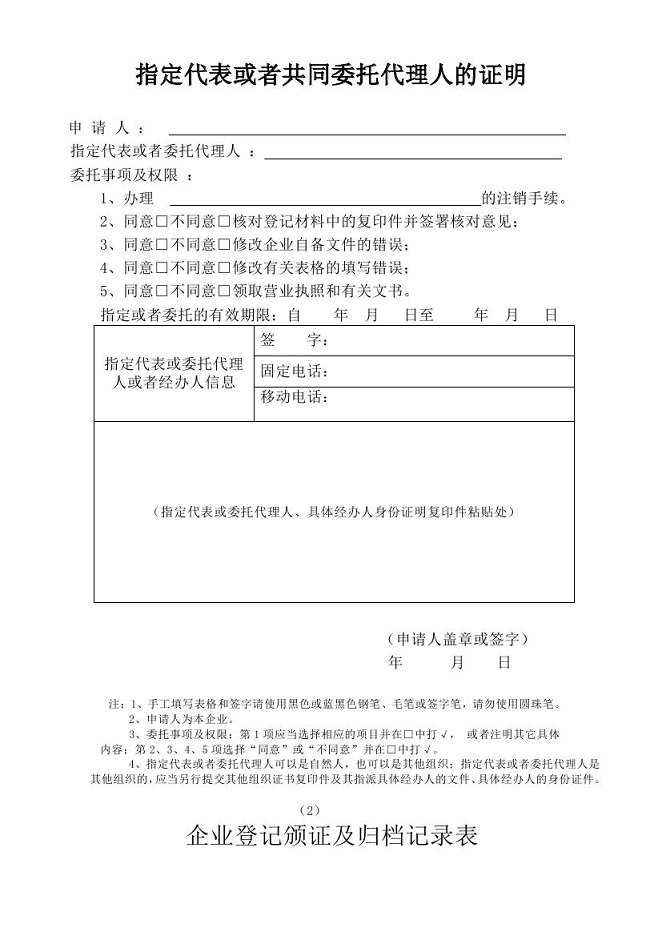 指定代表或者共同委托代理人的证明
申 请 人 ：
指定代表或者委托代理人 ：
委托事项及权限 ：
1、办理 的注销手续。
2、同意□不同意□核对登记材料中的复印件并签署核对意见；
3、同意□不同意□修改企业自备文件的错误；
4、同意□不同意□修改有关表格的填写错误；
5、同意□不同意□领取营业执照和有关文书。
指定或者委托的有效期限：自 年 月 日至 年 月 日
指定代表或委托代理
人或者经办人信息
签 字：
固定电话：
移动电话：
（指定代表或委托代理人、具体经办人身份证明复印件粘贴处）
（申请人盖章或签字）
年 月 日
注：1、手工填写表格和签字请使用黑色或蓝黑色钢笔、毛笔或签字笔，请勿使用圆珠笔。
2、申请人为本企业。
3、委托事项及权限：第 1 项应当选择相应的项目并在□中打√， 或者注明其它具体
内容；第 2、3、4、5 项选择“同意”或“不同意”并在□中打√。
4、指定代表或者委托代理人可以是自然人，也可以是其他组织；指定代表或者委托代理人是
其他组织的，应当另行提交其他组织证书复印件及其指派具体经办人的文件、具体经办人的身份证件。
（2）
企业登记颁证及归档记录表